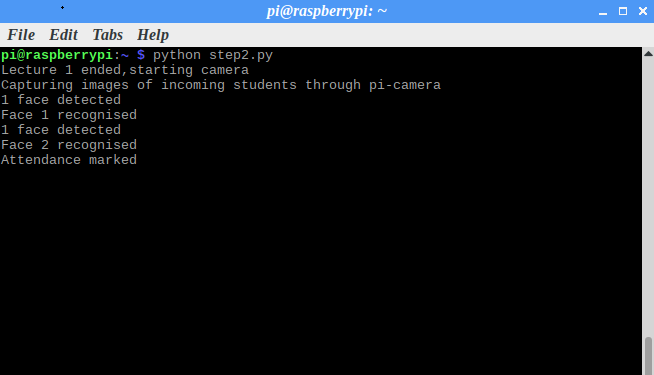 pi@raspberrypi: ~
File Edit Tabs Help
pi@raspberrypi:~ $ python step2.py
Lecture 1 ended,starting camera
Capturing images of incoming students through pi-camera
1 face detected
Face 1 recognised
1 face detected
Face 2 recognised
Attendance marked